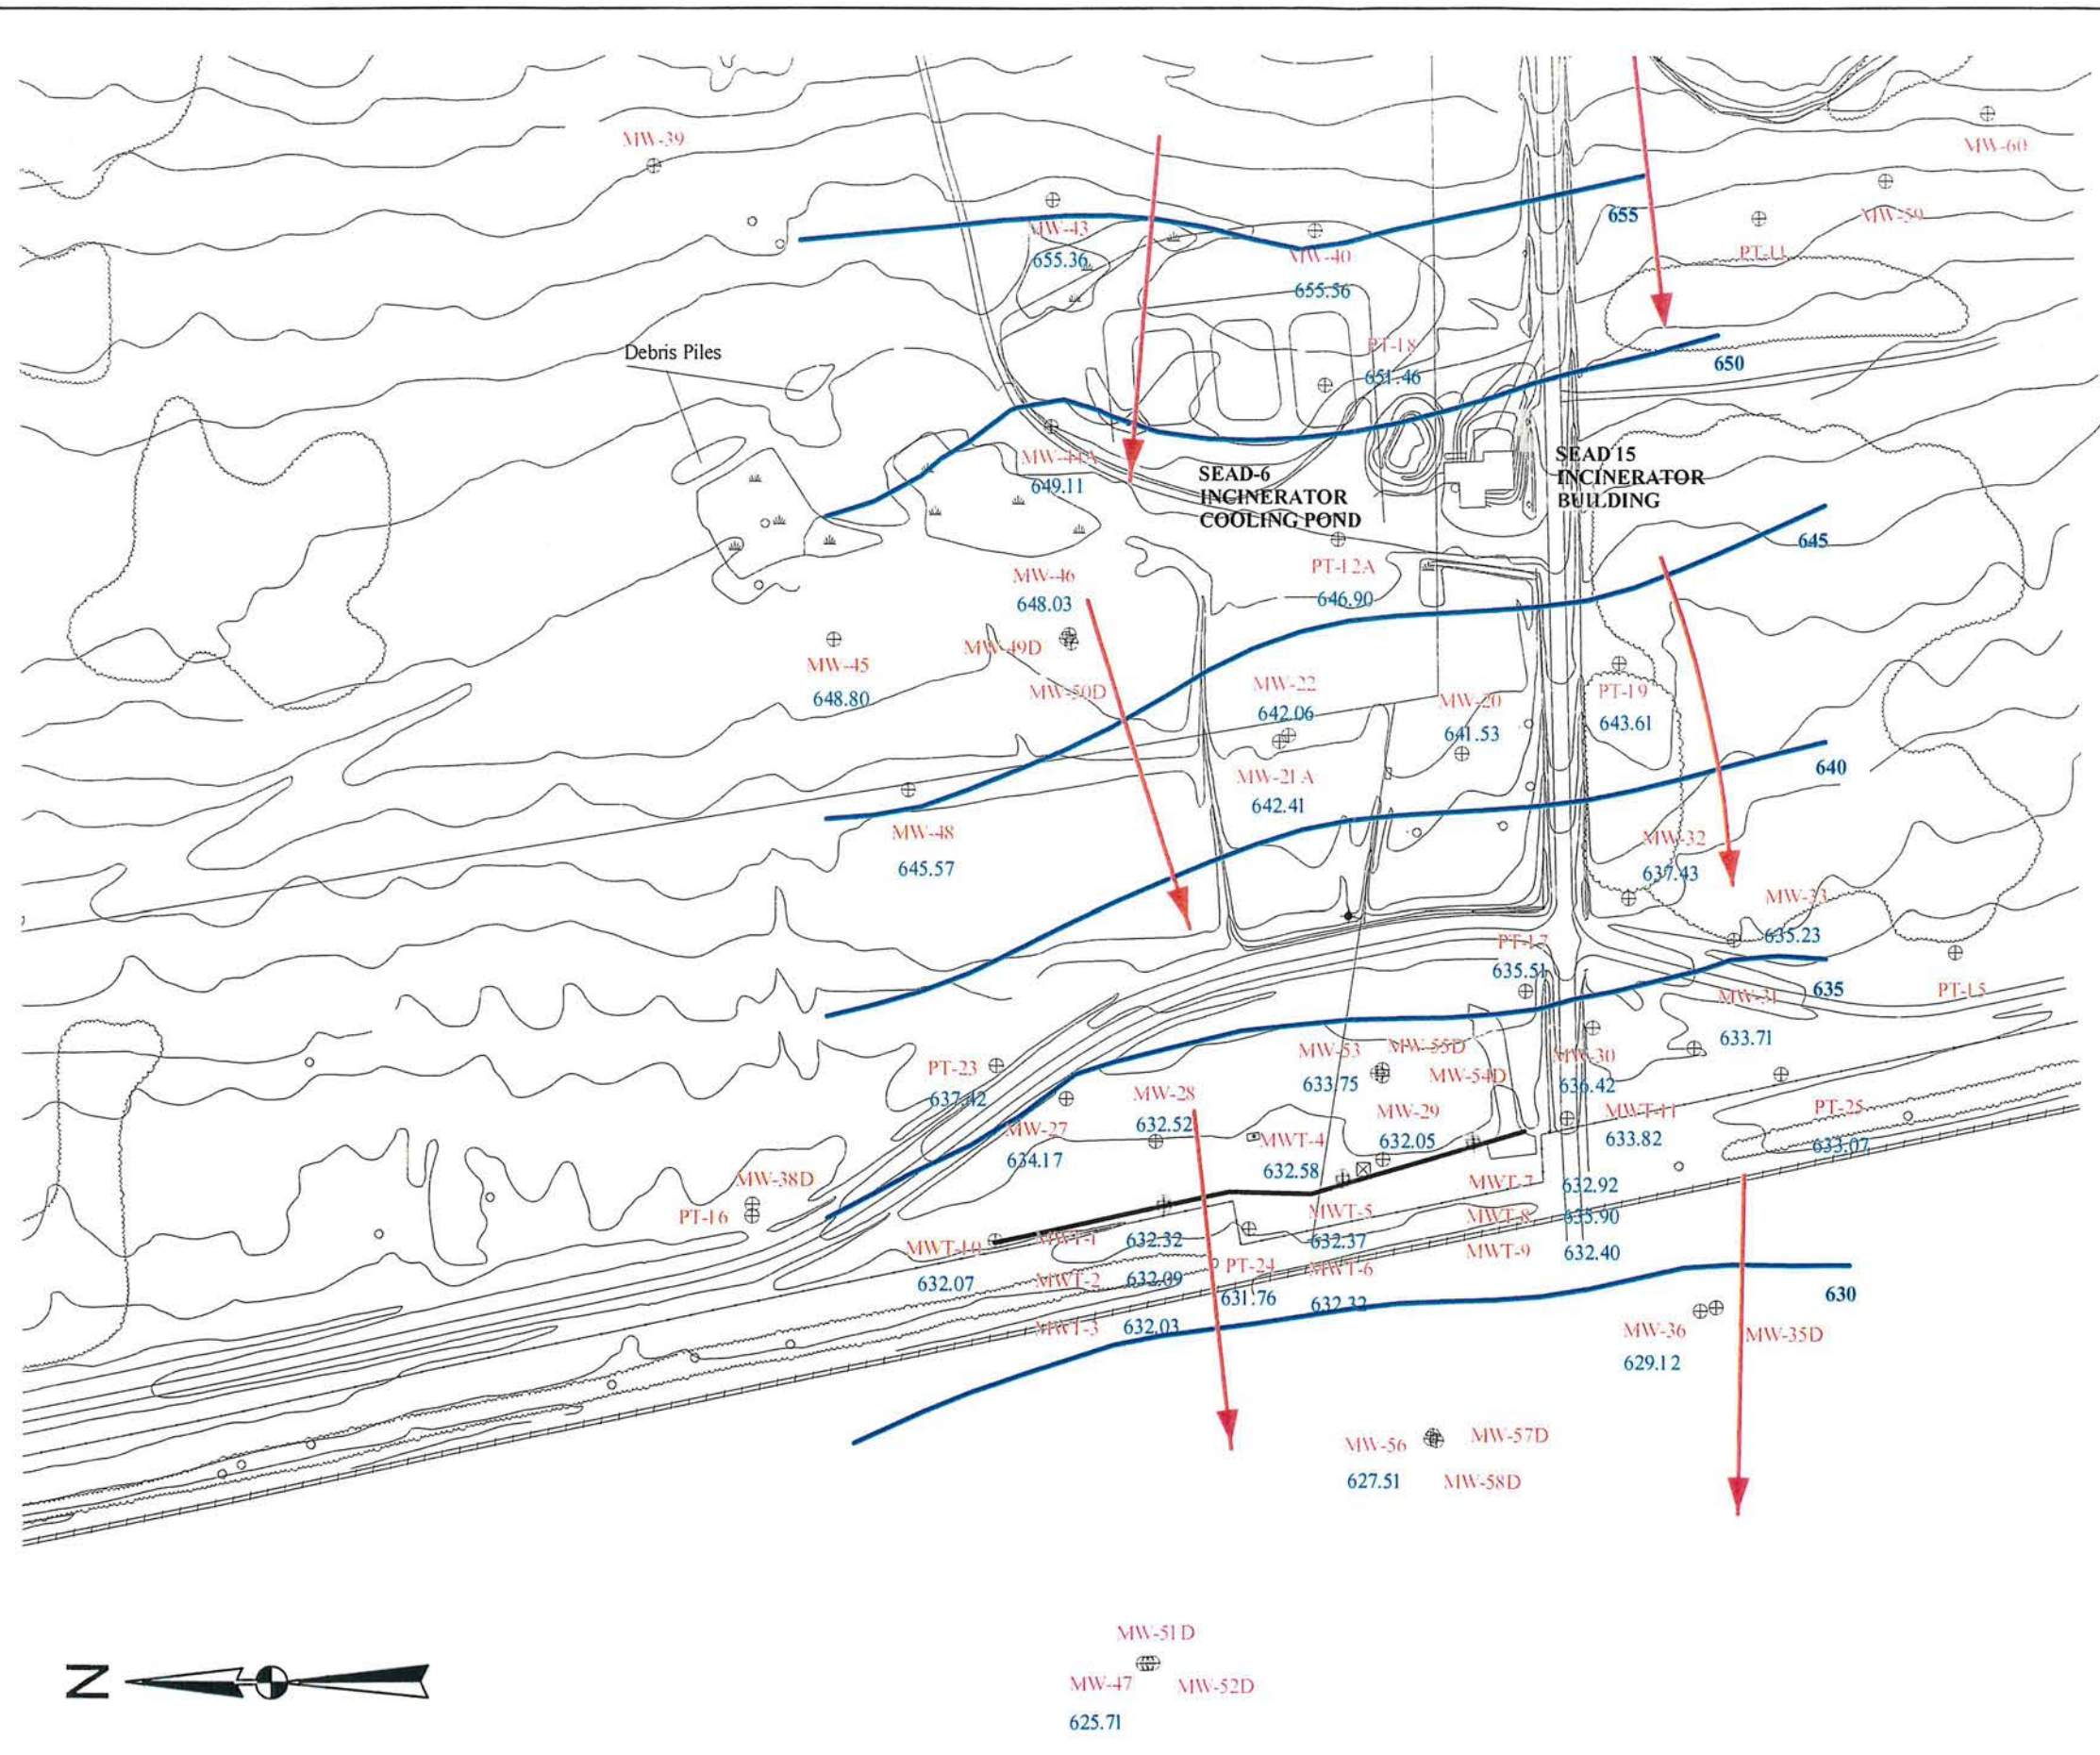 MW-39
MW-60
MW-59
655
MW-43
655.36
MW-40
655.56
PT-11
Debris Piles
PT-18
651.46
650
MW-44A
649.11
SEAD-6
INCINERATOR
COOLING POND
SEAD 15
INCINERATOR
BUILDING
645
MW-46
648.03
PT-12A
646.90
MW-49D
MW-45
648.80
MW-50D
MW-22
642.06
MW-20
641.53
PT-19
643.61
640
MW-21A
642.41
MW-48
645.57
MW-32
637.43
MW-33
635.23
PT-17
635.51
635
PT-15
MW-31
633.71
MW-53
633.75
MW-55D
MW-54D
MW-30
636.42
PT-23
637.42
MW-28
632.52
MW-29
632.05
MWT-11
633.82
PT-25
633.07
MW-27
634.17
MWT-4
632.58
MW-38D
PT-16
MWT-7
632.92
MWT-5
632.37
MWT-8
633.90
MWT-10
632.07
MWT-1
632.32
MWT-9
632.40
MWT-2
632.09
PT-24
631.76
MWT-6
632.32
630
MWT-3
632.03
MW-36
629.12
MW-35D
MW-56
627.51
MW-57D
MW-58D
MW-51D
MW-47
625.71
MW-52D
N